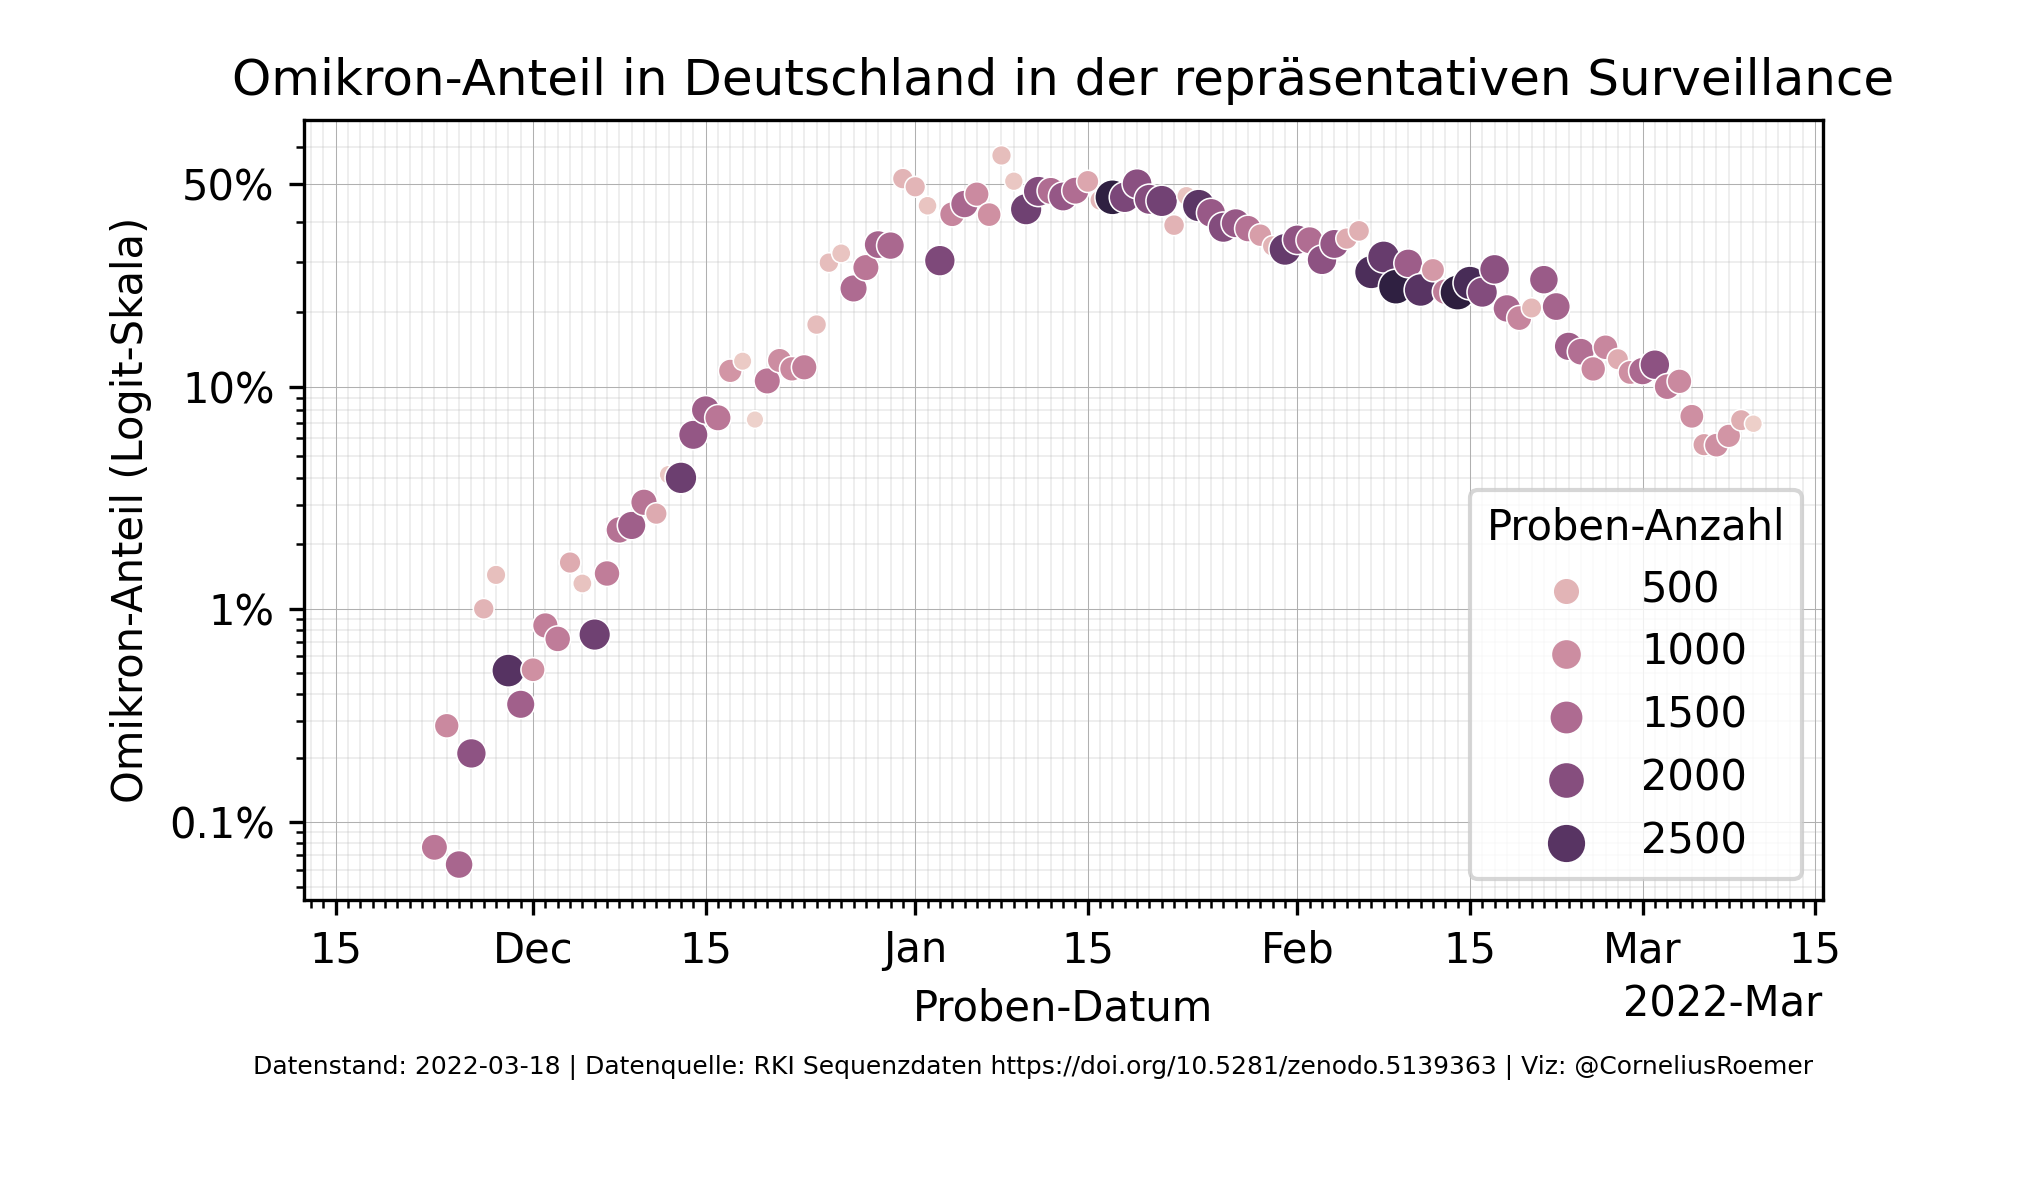 Omikron-Anteil in Deutschland in der repräsentativen Surveillance
Omikron-Anteil (Logit-Skala)
50%
10%
1%
0.1%
Proben-Anzahl
500
1000
1500
2000
2500
15 Dec 15 Jan 15 Feb 15 Mar 15
Proben-Datum
2022-Mar
Datenstand: 2022-03-18 | Datenquelle: RKI Sequenzdaten https://doi.org/10.5281/zenodo.5139363 | Viz: @CorneliusRoemer